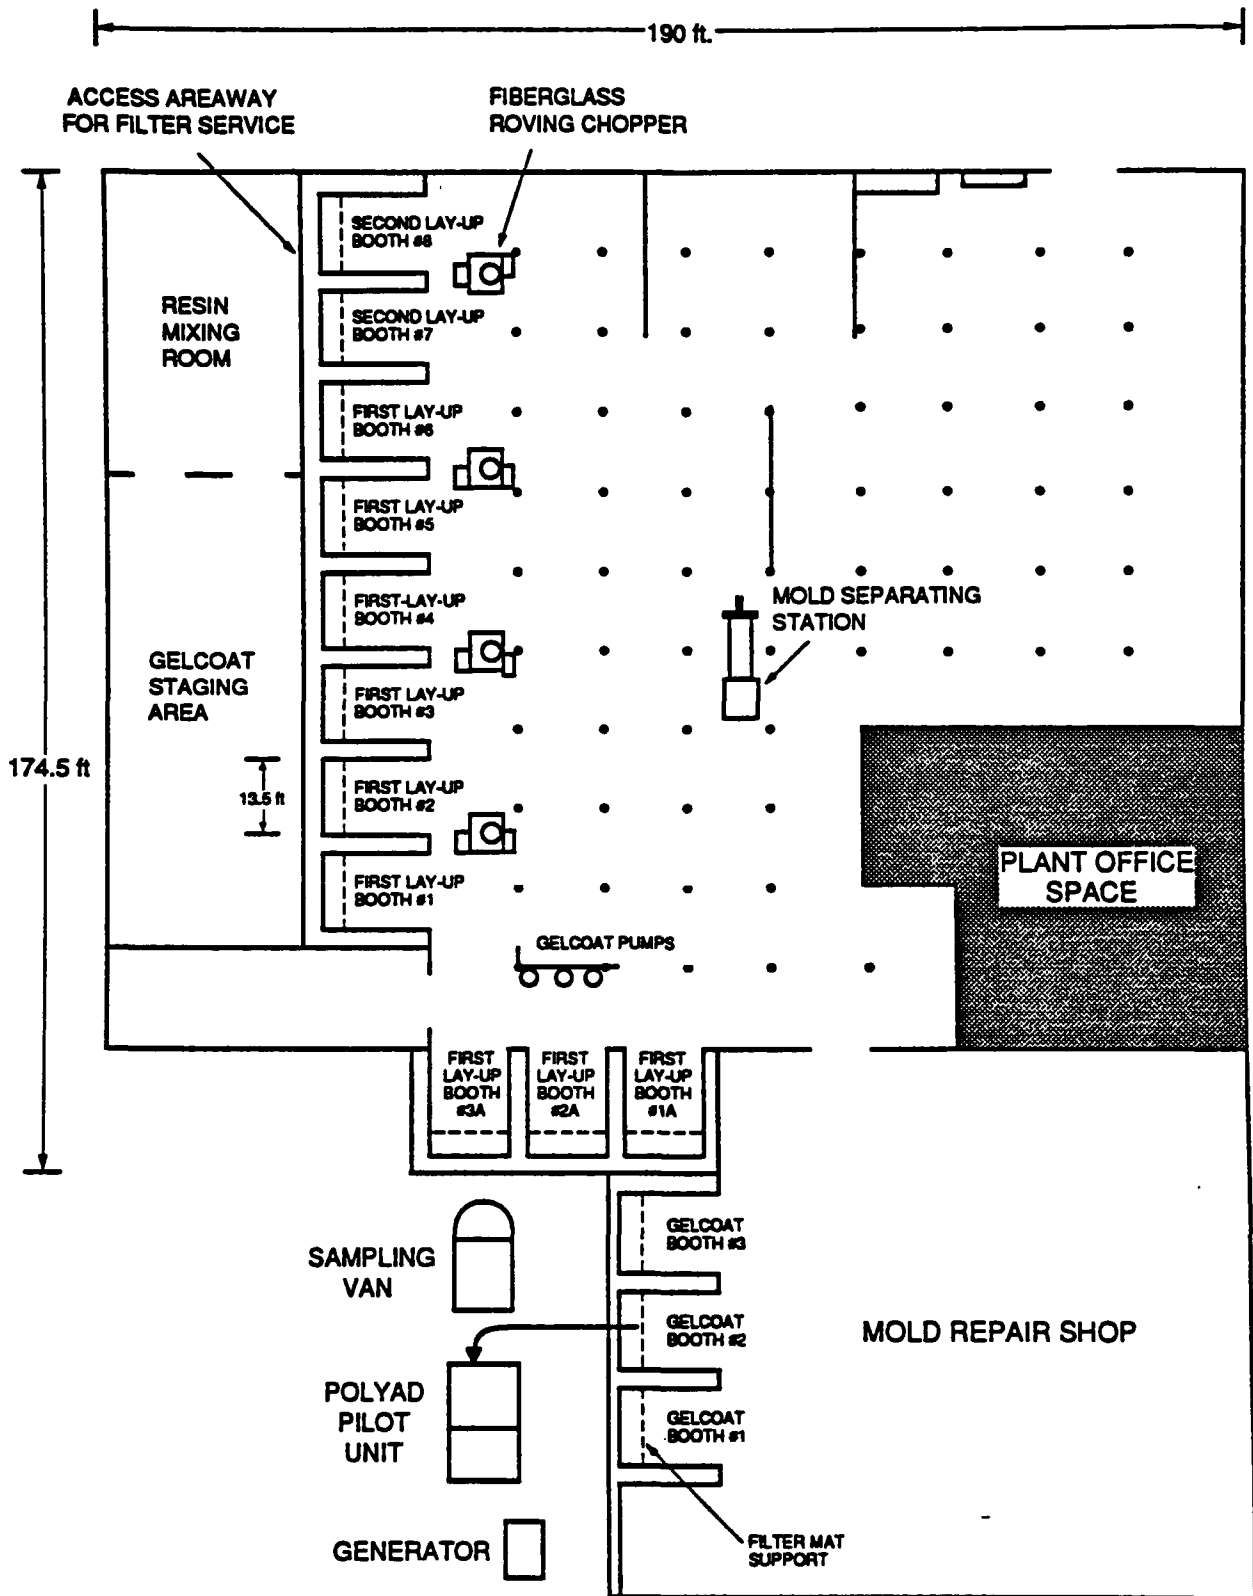 190 ft.
ACCESS AREAWAY
FOR FILTER SERVICE
FIBERGLASS
ROVING CHOPPER
SECOND LAY-UP
BOOTH #8
RESIN
MIXING
ROOM
SECOND LAY-UP
BOOTH #7
FIRST LAY-UP
BOOTH #6
FIRST LAY-UP
BOOTH #5
FIRST-LAY-UP
BOOTH #4
MOLD SEPARATING
STATION
GELCOAT
STAGING
AREA
FIRST LAY-UP
BOOTH #3
174.5 ft
13.5 ft
FIRST LAY-UP
BOOTH #2
FIRST LAY-UP
BOOTH #1
PLANT OFFICE
SPACE
GELCOAT PUMPS
FIRST
LAY-UP
BOOTH
#3A
FIRST
LAY-UP
BOOTH
#2A
FIRST
LAY-UP
BOOTH
#1A
GELCOAT
BOOTH #3
SAMPLING
VAN
GELCOAT
BOOTH #2
MOLD REPAIR SHOP
POLYAD
PILOT
UNIT
GELCOAT
BOOTH #1
GENERATOR
FILTER MAT
SUPPORT